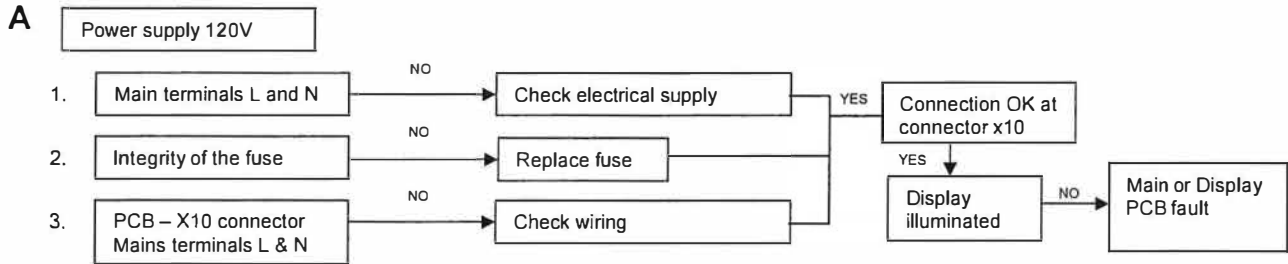 A
Power supply 120V
1.
Main terminals L and N
NO
Check electrical supply
YES
Connection OK at
connector x10
2.
Integrity of the fuse
NO
Replace fuse
YES
3.
PCB – X10 connector
Mains terminals L & N
NO
Check wiring
Display
illuminated
NO
Main or Display
PCB fault